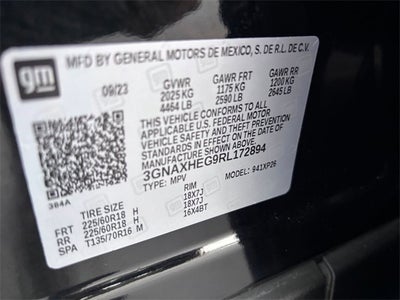 gm
MFD BY GENERAL MOTORS DE MEXICO, S. DE R.L. DE C.V.
09/23 GVWR GAWR FRT GAWR RR
2025 KG 1175 KG 1200 KG
4464 LB 2590 LB 2645 LB
THIS VEHICLE CONFORMS TO ALL
APPLICABLE U.S. FEDERAL MOTOR
VEHICLE SAFETY STANDARDS IN
EFFECT ON THE DATE OF
MANUFACTURE SHOWN ABOVE.
3GNAXHEG9RL172894
384A TYPE: MPV MODEL: 941XP26
TIRE SIZE RIM
FRT 225/60R18 H 18X7J
RR 225/60R18 H 18X7J
SPA T135/70R16 M 16X4BT